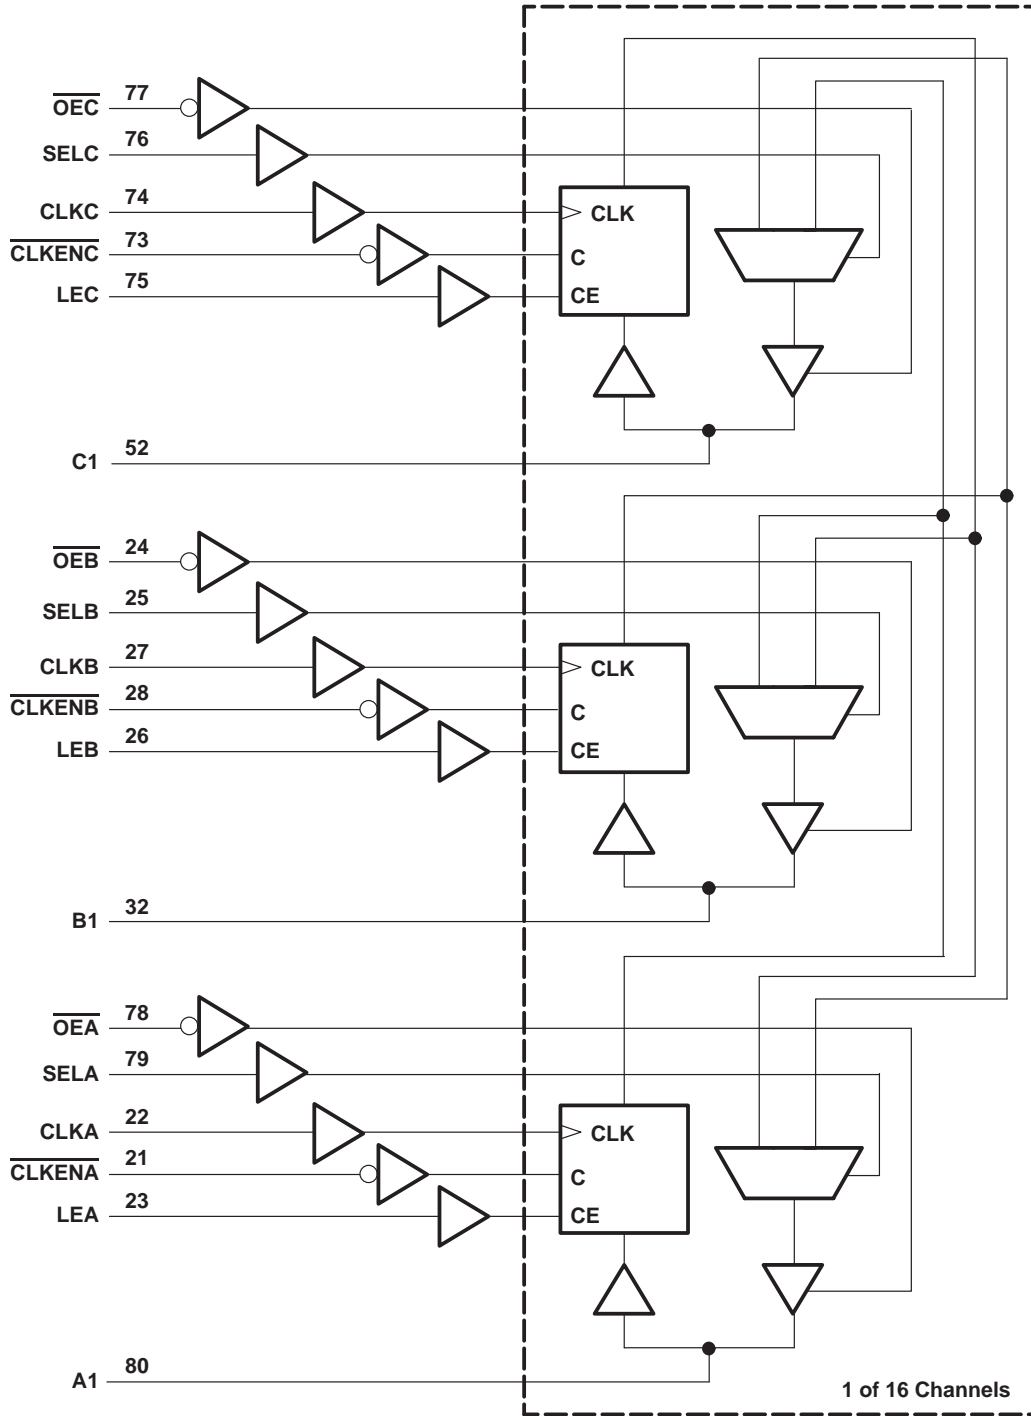 OEC 77
SELC 76
CLKC 74
CLKENC 73
LEC 75
CLK
C
CE
C1 52
OEB 24
SELB 25
CLKB 27
CLKENB 28
LEB 26
CLK
C
CE
B1 32
OEA 78
SELA 79
CLKA 22
CLKENA 21
LEA 23
CLK
C
CE
A1 80
1 of 16 Channels